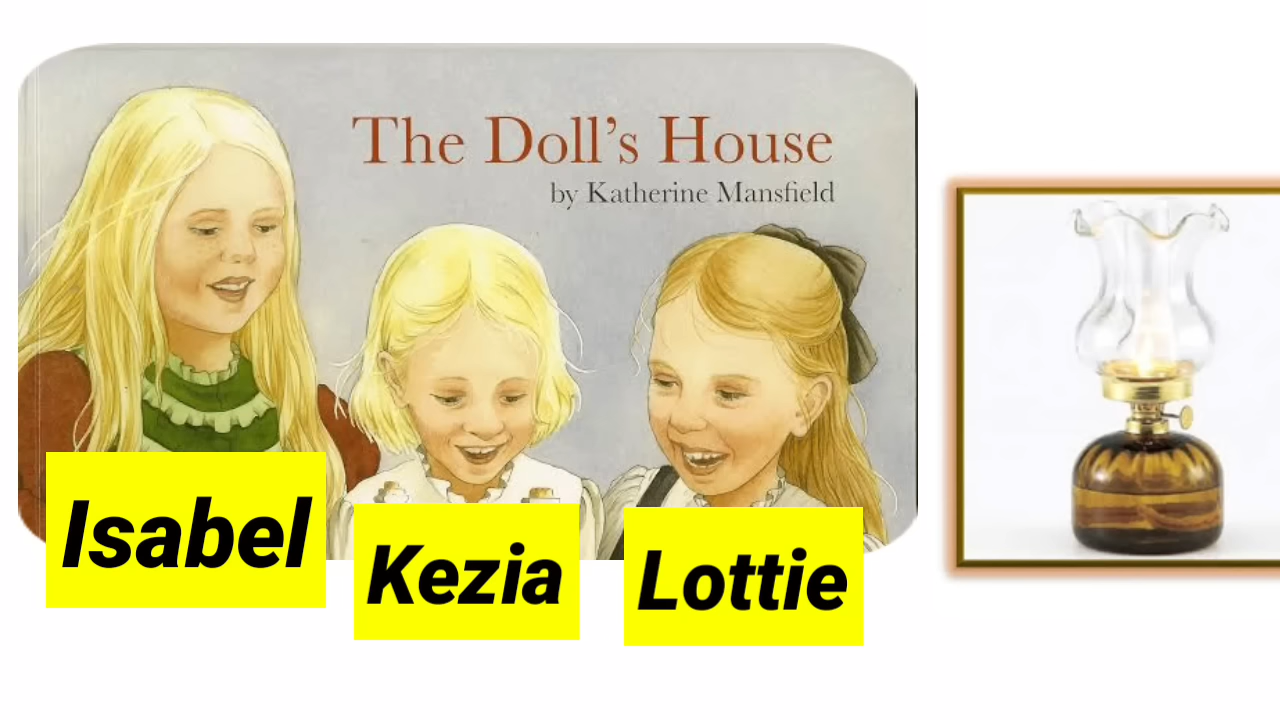 The Doll's House
by Katherine Mansfield
Isabel
Kezia
Lottie